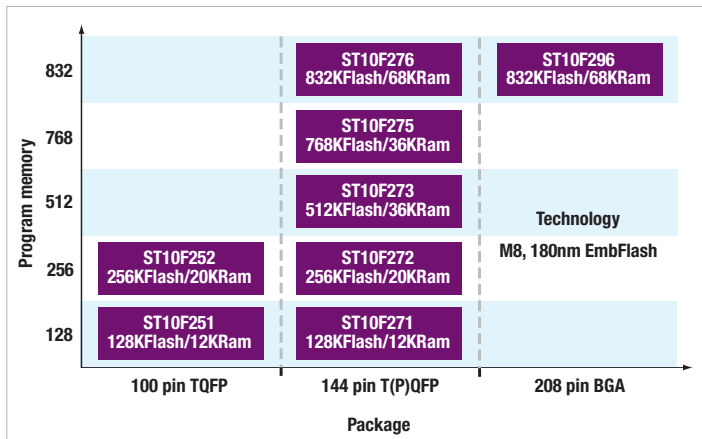 832
ST10F276
832KFlash/68KRam
ST10F296
832KFlash/68KRam
768
ST10F275
768KFlash/36KRam
512
ST10F273
512KFlash/36KRam
Technology
M8, 180nm EmbFlash
Program memory
256
ST10F252
256KFlash/20KRam
ST10F272
256KFlash/20KRam
128
ST10F251
128KFlash/12KRam
ST10F271
128KFlash/12KRam
100 pin TQFP
144 pin T(P)QFP
208 pin BGA
Package